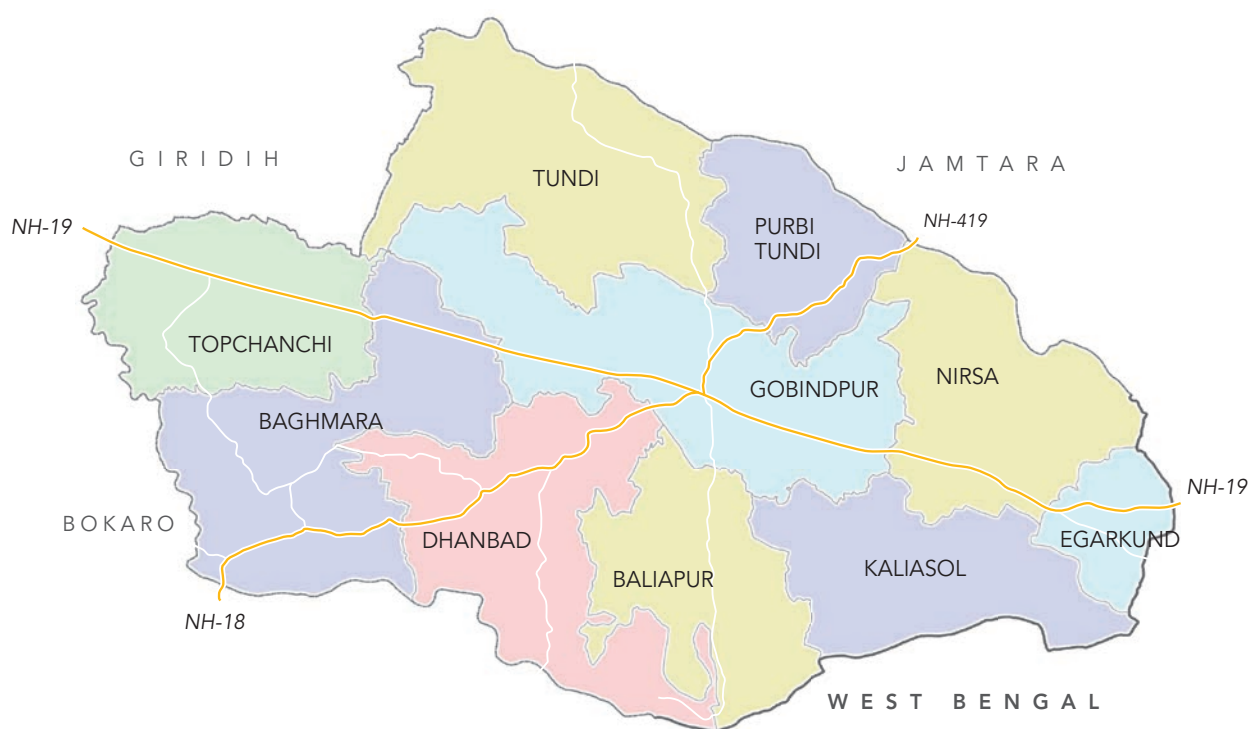 GIRIDIH
JAMTARA
TUNDI
PURBI
TUNDI
NH-19
NH-419
TOPCHANCHI
NIRSA
GOBINDPUR
BAGHMARA
NH-19
BOKARO
DHANBAD
EGARKUND
KALIASOL
BALIAPUR
NH-18
WEST BENGAL